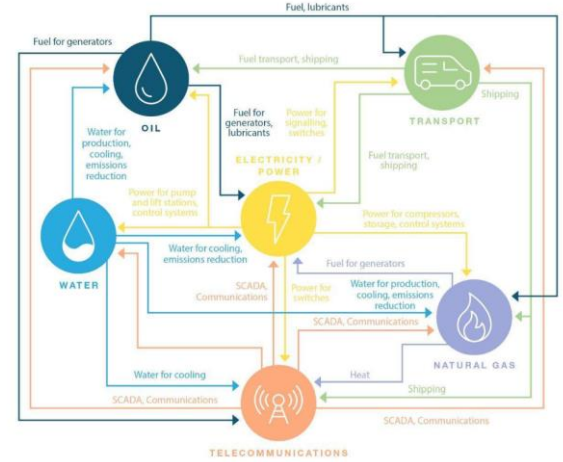 Fuel, lubricants
Fuel for generators
Fuel transport, shipping
Shipping
TRANSPORT
OIL
Fuel for
generators,
lubricants
Power for
signalling,
switches
Water for
production,
cooling,
emissions
reduction
ELECTRICITY /
POWER
Fuel transport,
shipping
Power for pump
and lift stations,
control systems
Power for compressors,
storage, control systems
Water for cooling,
emissions reduction
Fuel for generators
WATER
SCADA,
Communications
Power for
switches
Water for production,
cooling, emissions
reduction
SCADA, Communications
NATURAL GAS
Water for cooling
Heat
Shipping
SCADA, Communications
SCADA, Communications
TELECOMMUNICATIONS